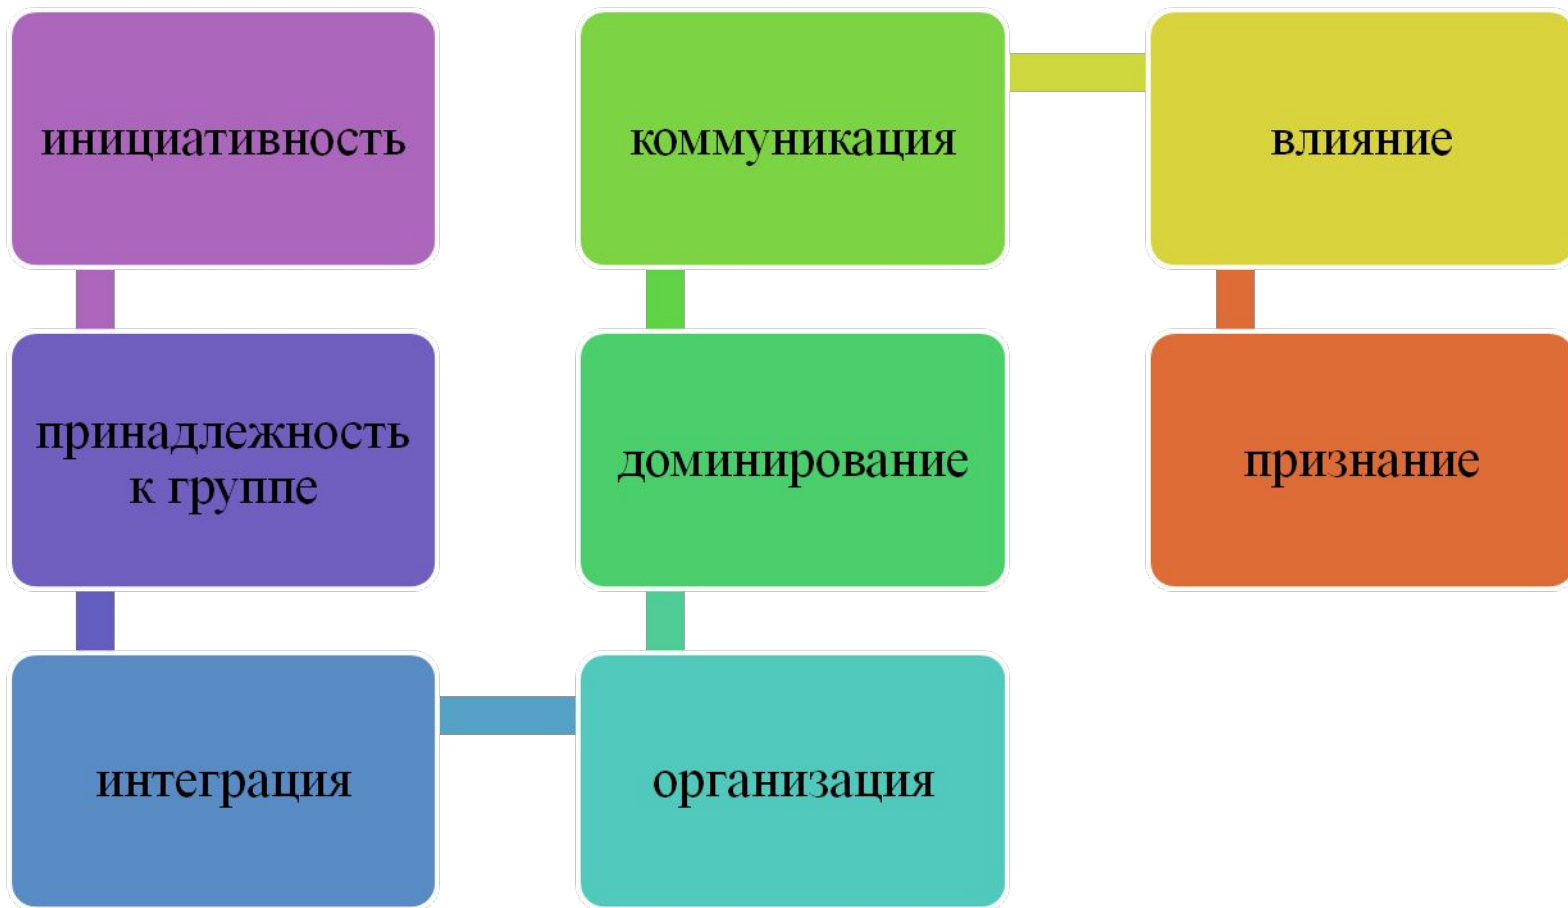 инициативность
принадлежность
к группе
интеграция
организация
доминирование
коммуникация
влияние
признание